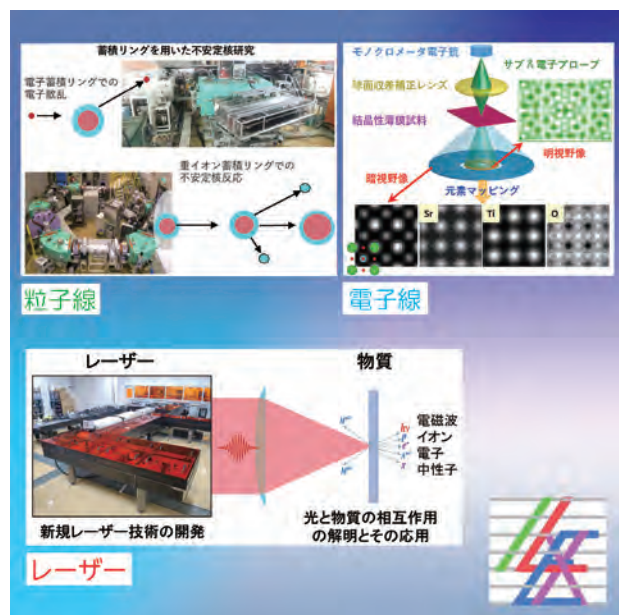 蓄積リングを用いた不安定核研究
電子蓄積リングでの
電子散乱
重イオン蓄積リングでの
不安定核反応
粒子線
モノクロメータ電子銃
サブÅ電子プローブ
球面収差補正レンズ
結晶性薄膜試料
明視野像
暗視野像
元素マッピング
Sr
Ti
O
電子線
レーザー
物質
電磁波
イオン
電子
中性子
新規レーザー技術の開発
光と物質の相互作用
の解明とその応用
レーザー